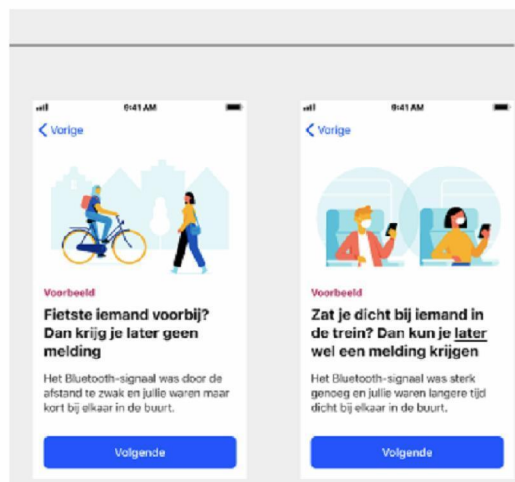 9:41 AM
Vorige
Voorbeeld
Fietste iemand voorbij?
Dan krijg je later geen
melding
Het Bluetooth-signaal was door de
afstand te zwak en jullie waren maar
kort bij elkaar in de buurt.
Volgende
9:41 AM
Vorige
Voorbeeld
Zat je dicht bij iemand in
de trein? Dan kun je later
wel een melding krijgen
Het Bluetooth-signaal was sterk
genoeg en jullie waren langere tijd
dicht bij elkaar in de buurt.
Volgende